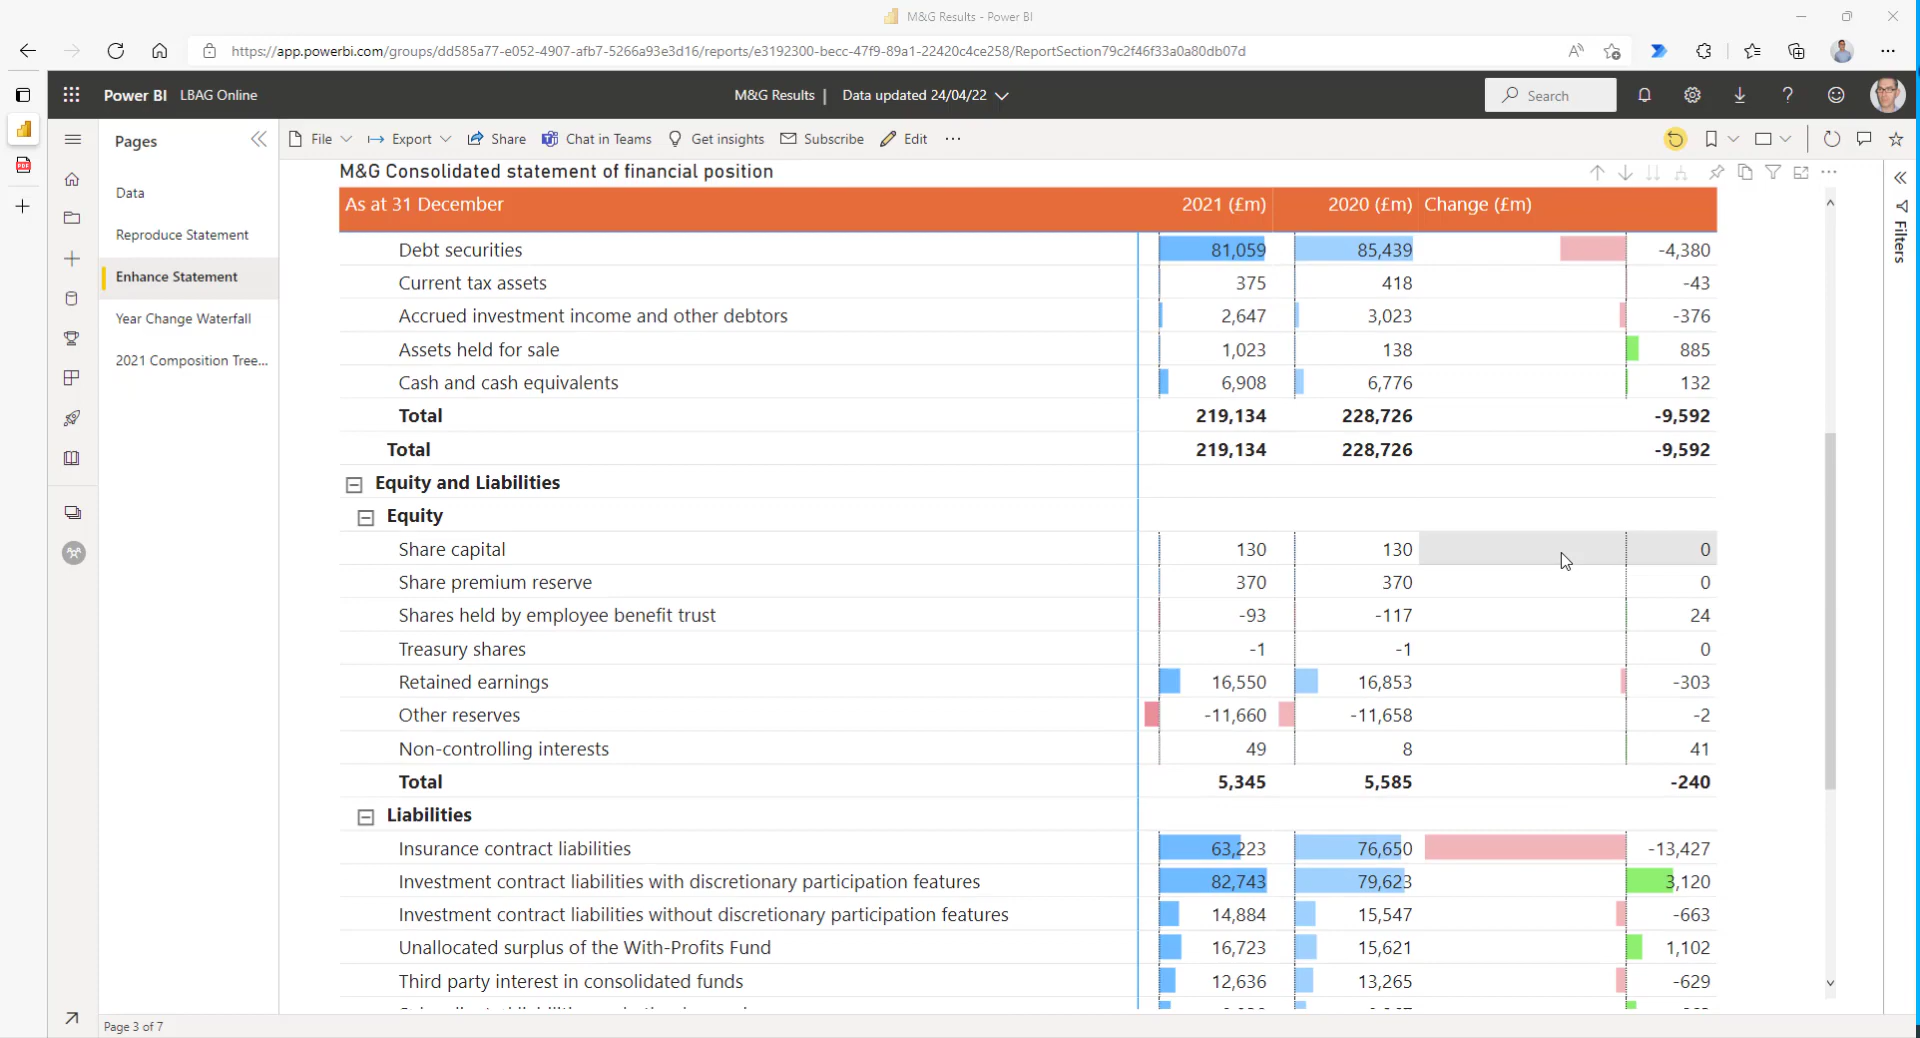 M&G Results - Power BI
https://app.powerbi.com/groups/dd585a77-e052-4907-afb7-5266a93e3d16/reports/e3192300-becc-47f9-89a1-22420c4ce258/ReportSection79c2f46f33a0a80db07d
Power BI LBAG Online M&G Results | Data updated 24/04/22 Search
Pages
File Export Share Chat in Teams Get insights Subscribe Edit
Data
Reproduce Statement
Enhance Statement
Year Change Waterfall
2021 Composition Tree...
M&G Consolidated statement of financial position
As at 31 December 2021 (£m) 2020 (£m) Change (£m)
Debt securities 81,059 85,439 -4,380
Current tax assets 375 418 -43
Accrued investment income and other debtors 2,647 3,023 -376
Assets held for sale 1,023 138 885
Cash and cash equivalents 6,908 6,776 132
Total 219,134 228,726 -9,592
Total 219,134 228,726 -9,592
Equity and Liabilities
Equity
Share capital 130 130 0
Share premium reserve 370 370 0
Shares held by employee benefit trust -93 -117 24
Treasury shares -1 -1 0
Retained earnings 16,550 16,853 -303
Other reserves -11,660 -11,658 -2
Non-controlling interests 49 8 41
Total 5,345 5,585 -240
Liabilities
Insurance contract liabilities 63,223 76,650 -13,427
Investment contract liabilities with discretionary participation features 82,743 79,623 3,120
Investment contract liabilities without discretionary participation features 14,884 15,547 -663
Unallocated surplus of the With-Profits Fund 16,723 15,621 1,102
Third party interest in consolidated funds 12,636 13,265 -629
Filters
Page 3 of 7